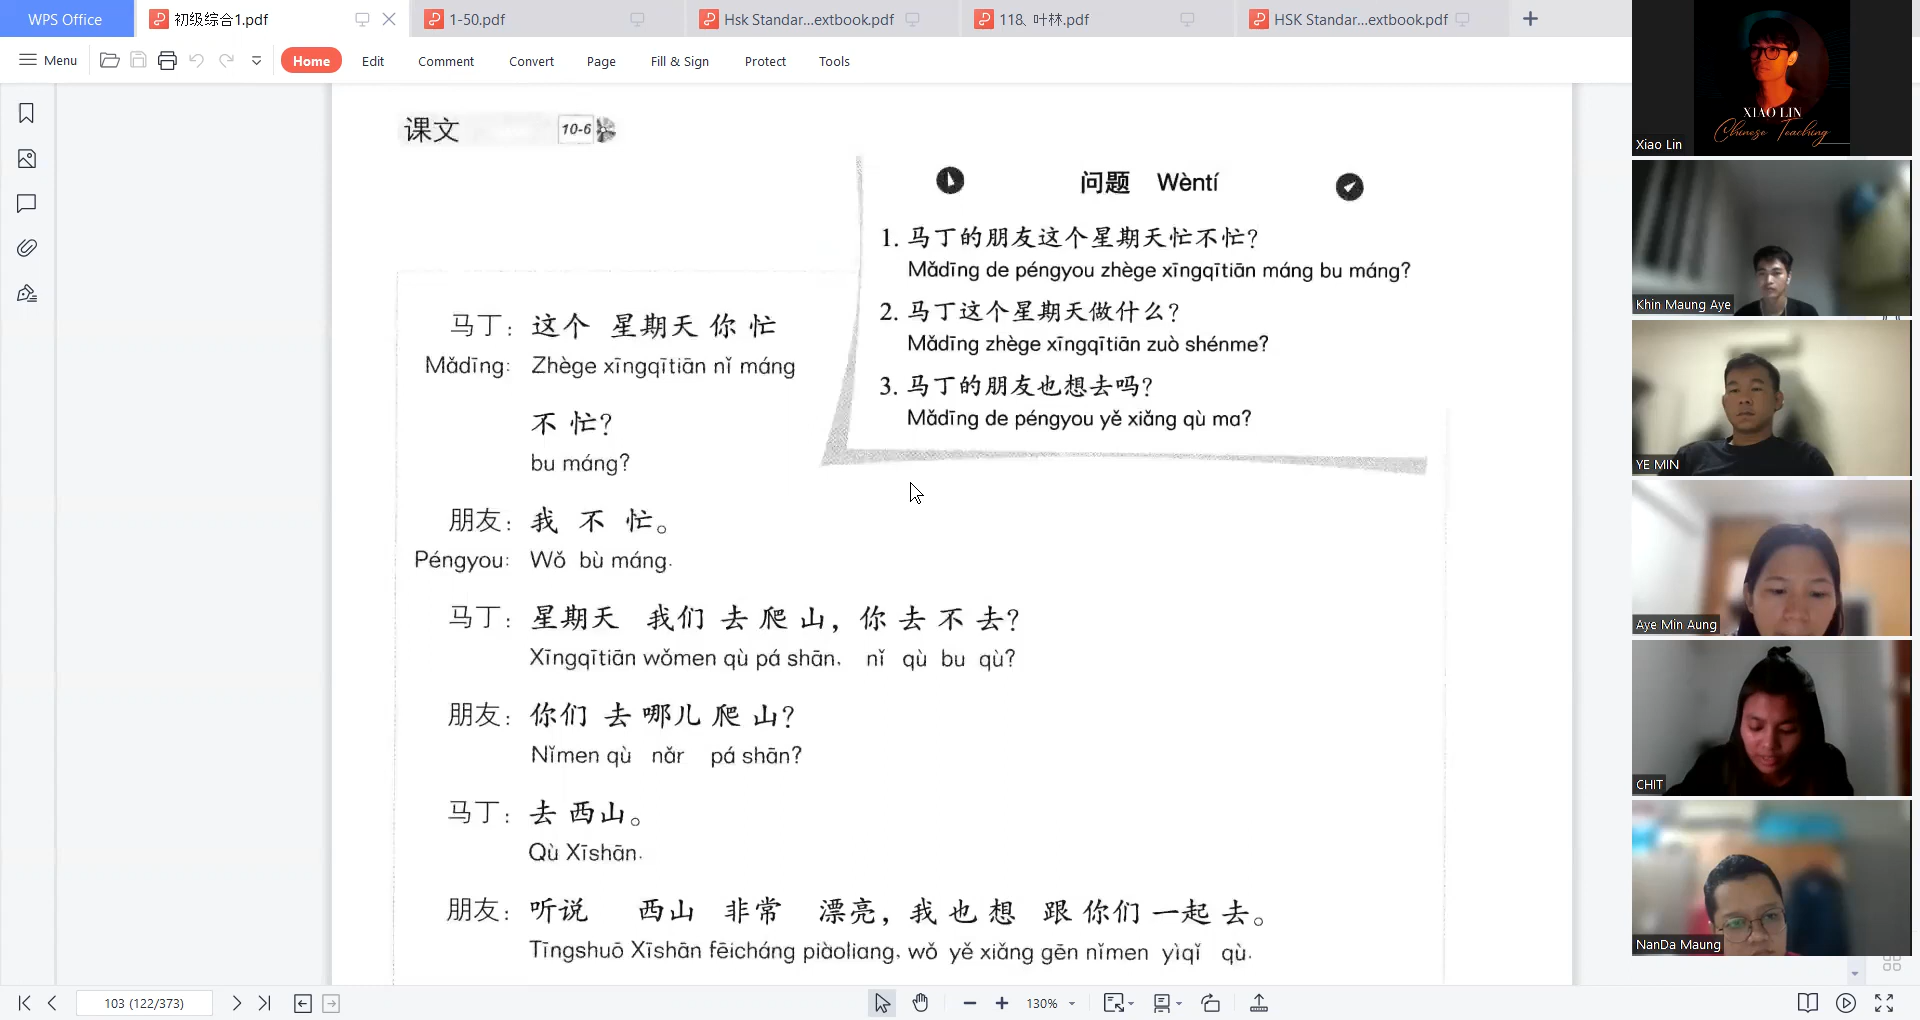 WPS Office
初级综合1.pdf
1-50.pdf
Hsk Standar...extbook.pdf
118、叶林.pdf
HSK Standar...extbook.pdf
Menu
Home
Edit
Comment
Convert
Page
Fill & Sign
Protect
Tools
课文
10-6
问题 Wèntí
1. 马丁的朋友这个星期天忙不忙?
Mǎdīng de péngyou zhège xīngqītiān máng bu máng?
2. 马丁这个星期天做什么?
Mǎdīng zhège xīngqītiān zuò shénme?
3. 马丁的朋友也想去吗?
Mǎdīng de péngyou yě xiǎng qù ma?
马丁: 这个 星期天 你 忙
Mǎdīng: Zhège xīngqītiān nǐ máng
不 忙?
bu máng?
朋友: 我 不 忙。
Péngyou: Wǒ bù máng.
马丁: 星期天 我们 去 爬 山, 你 去 不 去?
Xīngqītiān wǒmen qù pá shān, nǐ qù bu qù?
朋友: 你们 去 哪儿 爬 山?
Nǐmen qù nǎr pá shān?
马丁: 去 西山。
Qù Xīshān.
朋友: 听说 西山 非常 漂亮, 我 也 想 跟 你们 一起 去。
Tīngshuō Xīshān fēicháng piàoliang, wǒ yě xiǎng gēn nǐmen yìqǐ qù.
103 (122/373)
130%
XIAO LIN
Chinese Teaching
Xiao Lin
Khin Maung Aye
YE MIN
Aye Min Aung
CHIT
NanDa Maung